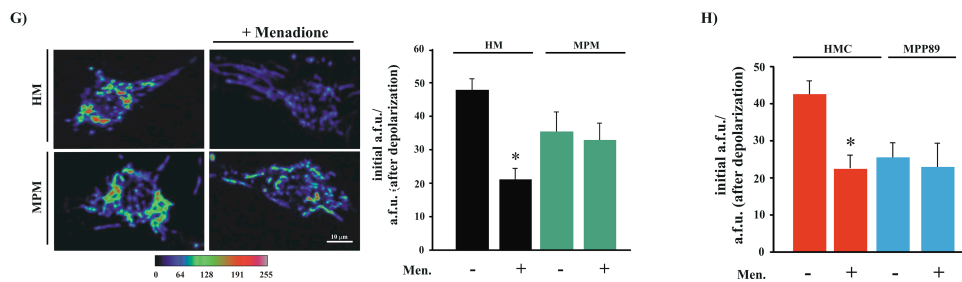 G)
+ Menadione
HM
MPM
10 µm
0 64 128 191 255
HM MPM
initial a.f.u./
a.f.u. (after depolarization)
60
50
40
30
20
10
0
*
Men. - + - +
H)
HMC MPP89
initial a.f.u./
a.f.u. (after depolarization)
50
40
30
20
10
0
*
Men. - + - +